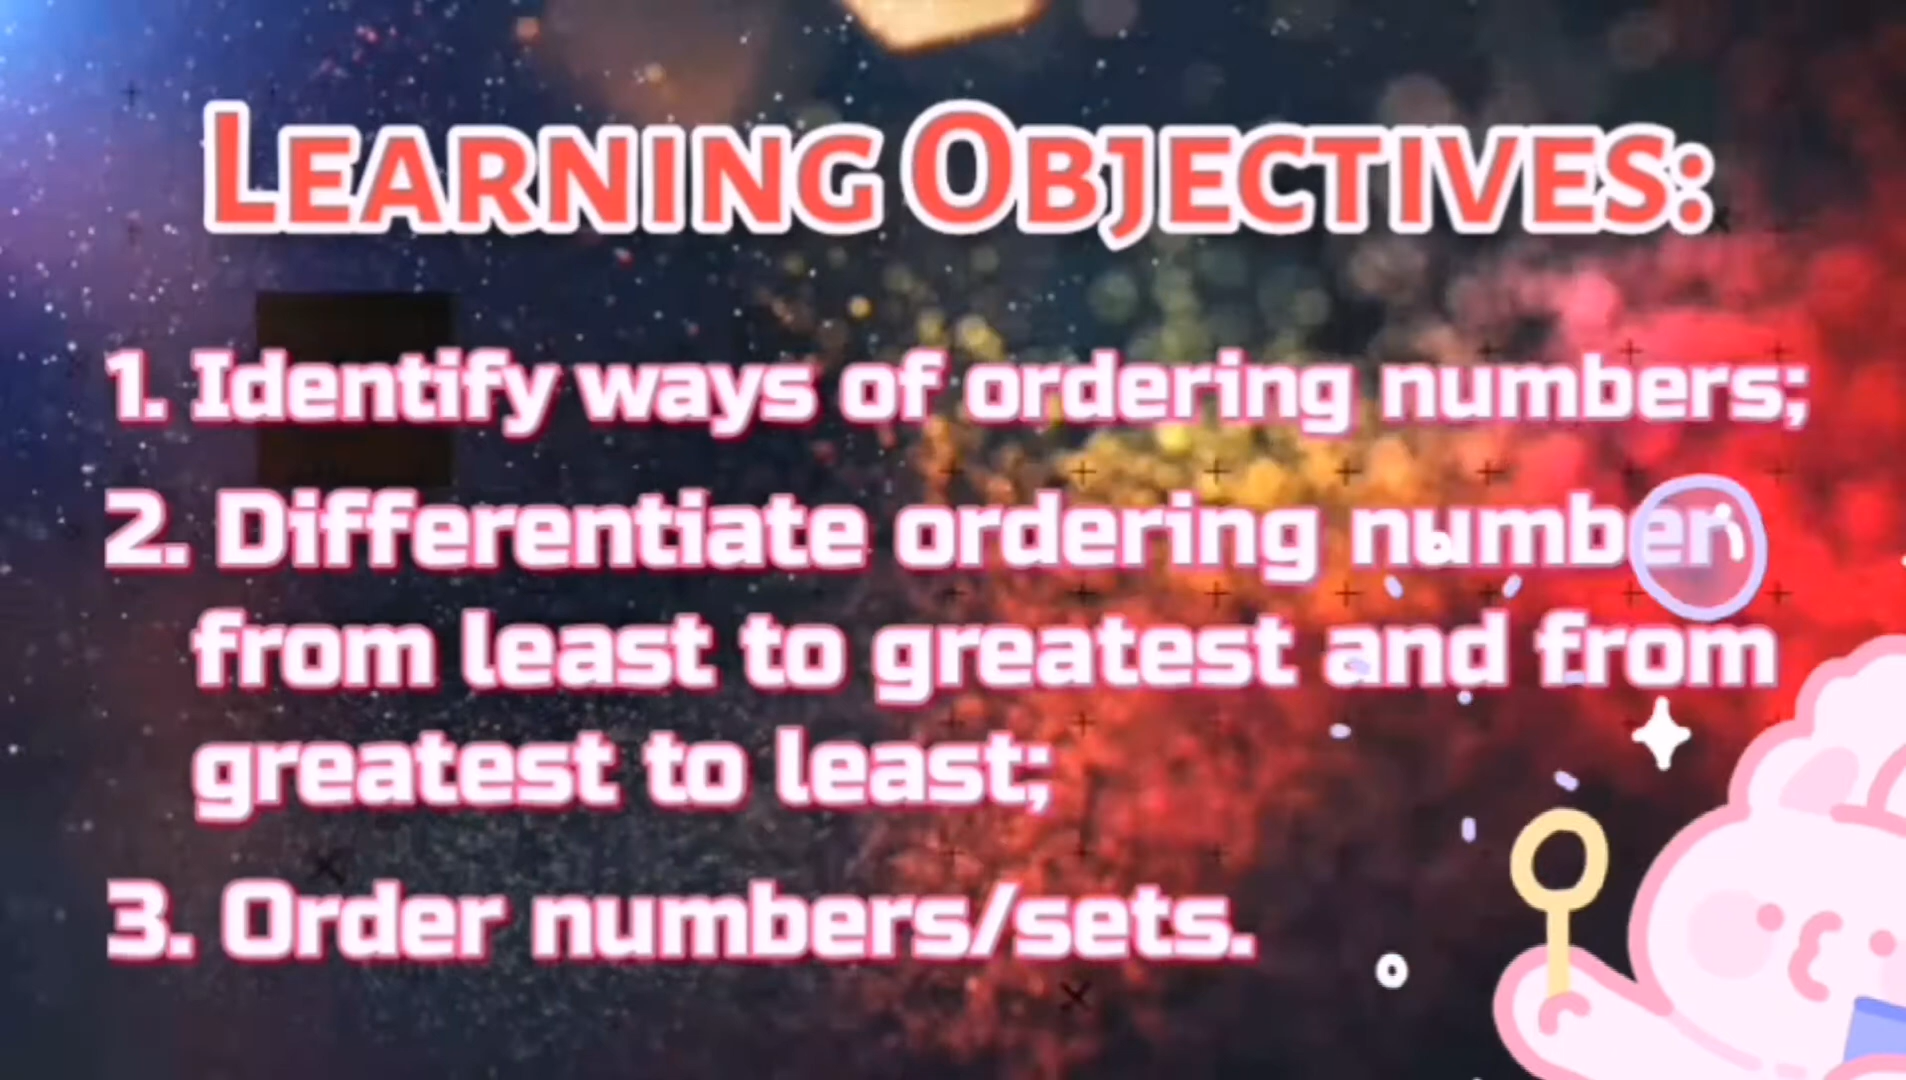 LEARNING OBJECTIVES:
1. Identify ways of ordering numbers;
2. Differentiate ordering number
from least to greatest and from
greatest to least;
3. Order numbers/sets.